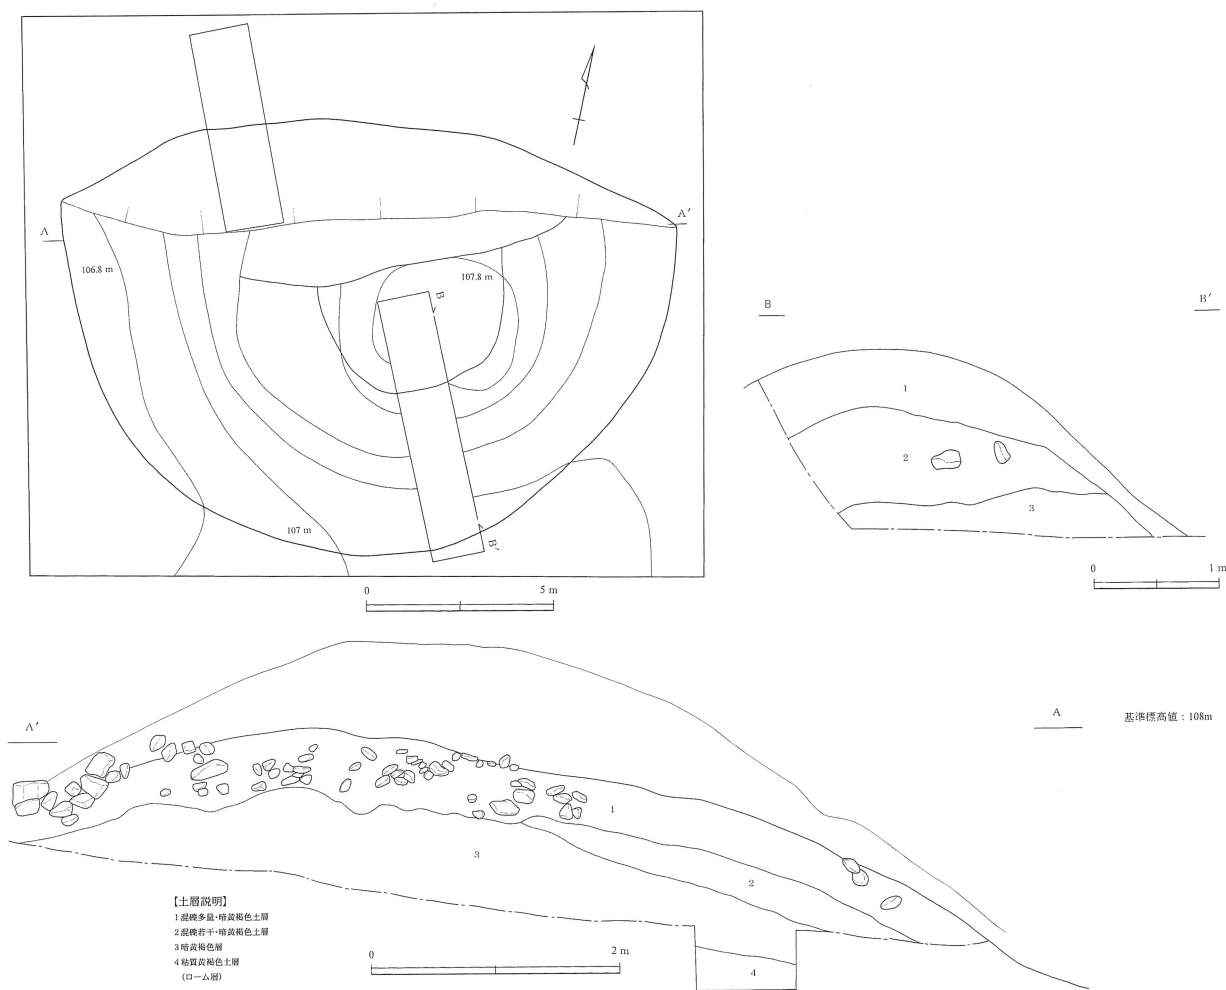 A
A′
106.8 m
107.8 m
B
107 m
B′
0 5 m
B B′
1
2
3
0 1 m
A′ A
基準標高値：108m
1
3
2
4
【土層説明】
1 混礫多量・暗黄褐色土層
2 混礫若干・暗黄褐色土層
3 暗黄褐色層
4 粘質黄褐色土層
(ローム層)
0 2 m